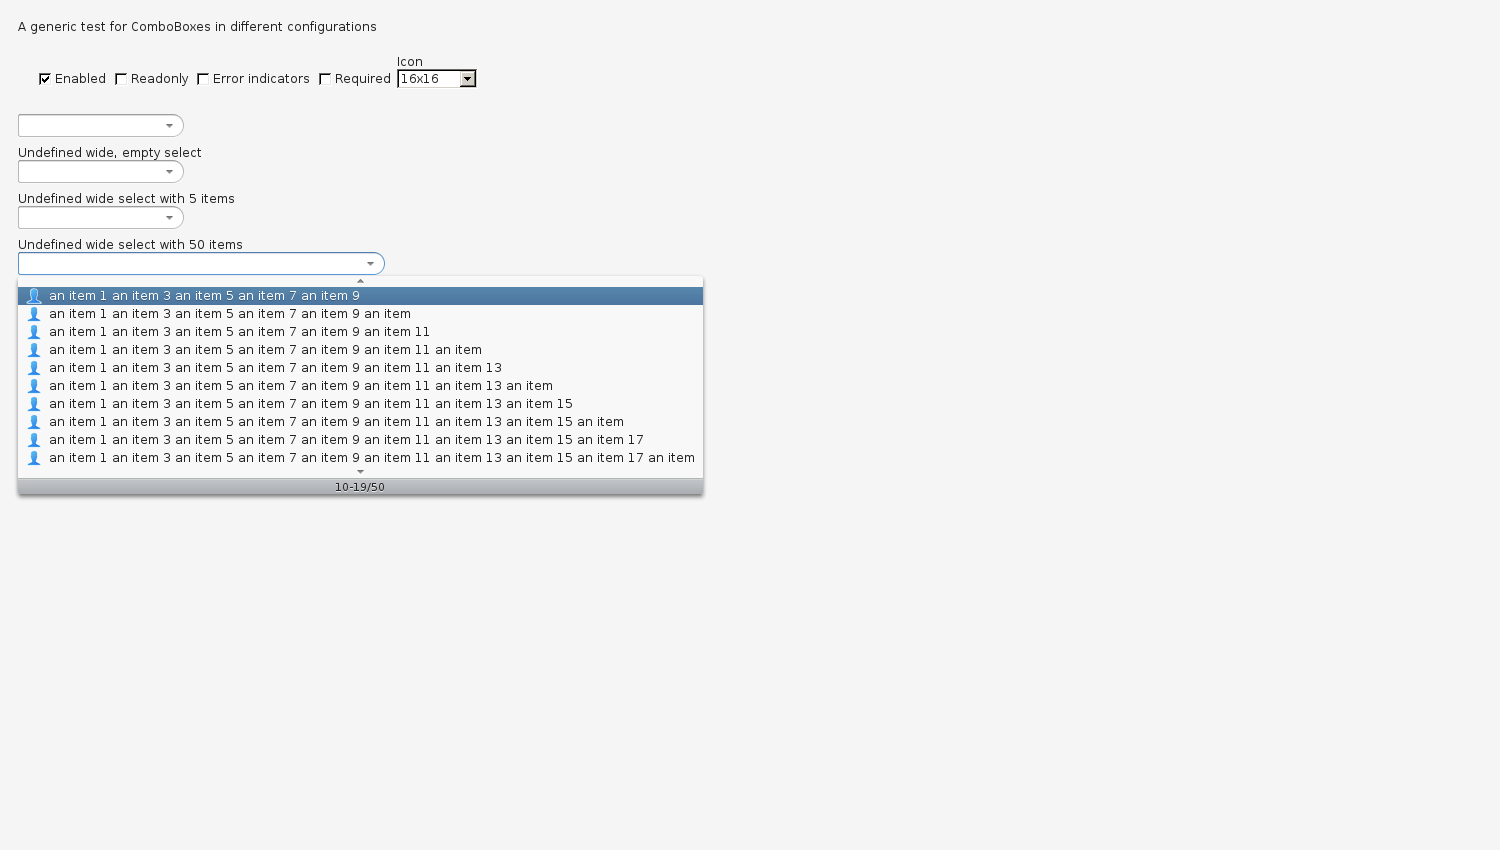 A generic test for ComboBoxes in different configurations
Icon
Enabled Readonly Error indicators Required 16x16
Undefined wide, empty select
Undefined wide select with 5 items
Undefined wide select with 50 items
an item 1 an item 3 an item 5 an item 7 an item 9
an item 1 an item 3 an item 5 an item 7 an item 9 an item
an item 1 an item 3 an item 5 an item 7 an item 9 an item 11
an item 1 an item 3 an item 5 an item 7 an item 9 an item 11 an item
an item 1 an item 3 an item 5 an item 7 an item 9 an item 11 an item 13
an item 1 an item 3 an item 5 an item 7 an item 9 an item 11 an item 13 an item
an item 1 an item 3 an item 5 an item 7 an item 9 an item 11 an item 13 an item 15
an item 1 an item 3 an item 5 an item 7 an item 9 an item 11 an item 13 an item 15 an item
an item 1 an item 3 an item 5 an item 7 an item 9 an item 11 an item 13 an item 15 an item 17
an item 1 an item 3 an item 5 an item 7 an item 9 an item 11 an item 13 an item 15 an item 17 an item
10-19/50